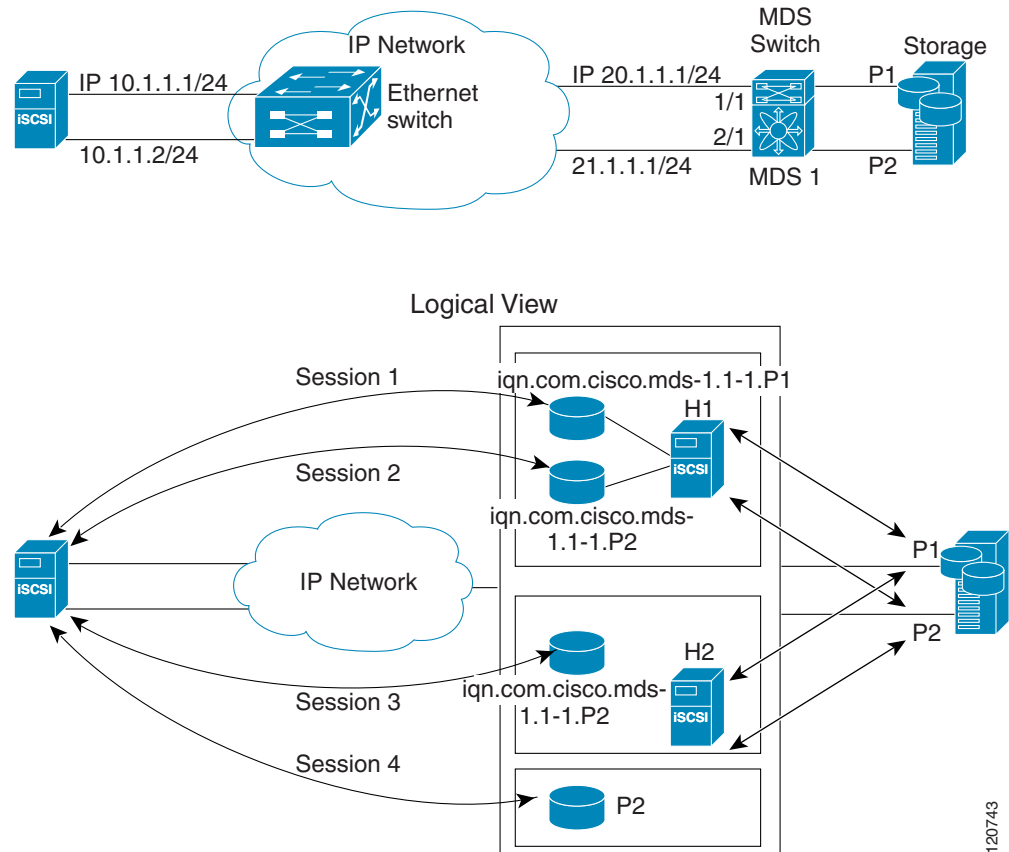 MDS
Switch
Storage
IP Network
IP 10.1.1.1/24
IP 20.1.1.1/24
P1
iSCSI
Ethernet
switch
1/1
2/1
10.1.1.2/24
21.1.1.1/24
MDS 1
P2
Logical View
Session 1
iqn.com.cisco.mds-1.1-1.P1
H1
iSCSI
Session 2
iqn.com.cisco.mds-
1.1-1.P2
iSCSI
IP Network
P1
P2
Session 3
iqn.com.cisco.mds-
1.1-1.P2
H2
iSCSI
Session 4
P2
120743